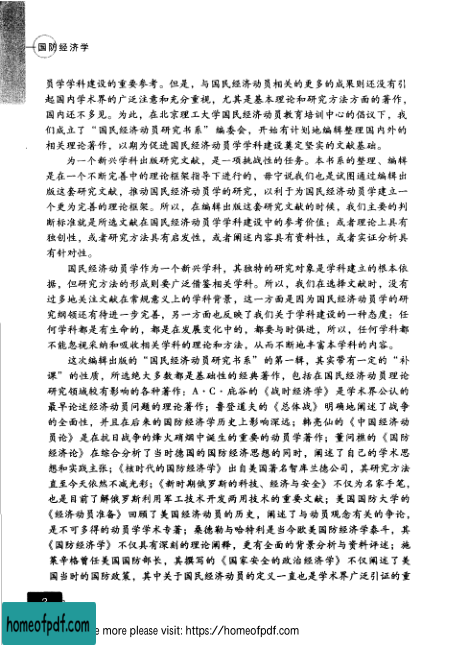 国防经济学
员学学科建设的重要参考。但是，与国民经济动员相关的更多的成果则还没有引
起国内学术界的广泛注意和充分重视，尤其是基本理论和研究方法方面的著作，
国内还不多见。为此，在北京理工大学国民经济动员教育培训中心的倡议下，我
们成立了“国民经济动员研究书系”编委会，开始有计划地编辑整理国内外的
相关理论著作，以期为促进国民经济动员学学科建设奠定坚实的文献基础。
为一个新兴学科出版研究文献，是一项挑战性的任务。本书系的整理、编辑
是在一个不断完善中的理论框架指导下进行的，毋宁说我们也是试图通过编辑出
版这套研究文献，推动国民经济动员学的研究，以利于为国民经济动员学建立一
个更为完善的理论框架。所以，在编辑出版这套研究文献的时候，我们主要的判
断标准就是所选文献在国民经济动员学学科建设中的参考价值：或者理论上具有
独创性，或者研究方法具有启发性，或者阐述内容具有资料性，或者实证分析具
有针对性。
国民经济动员学作为一个新兴学科，其独特的研究对象是学科建立的根本依
据，但研究方法的形成则要广泛借鉴相关学科。所以，我们在选择文献时，没有
过多地关注文献在常规意义上的学科背景，这一方面是因为国民经济动员学的研
究纲领还有待进一步完善，另一方面也反映了我们关于学科建设的一种态度：任
何学科都是有生命的，都是在发展变化中的，都要与时俱进，所以，任何学科都
不能忽视采纳和吸收相关学科的理论和方法，从而不断地丰富本学科的内容。
这次编辑出版的“国民经济动员研究书系”的第一辑，其实带有一定的“补
课”的性质，所选绝大多数都是基础性的经典著作，包括在国民经济动员理论
研究领域较有影响的各种著作：A·C·庇谷的《战时经济学》是学术界公认的
最早论述经济动员问题的理论著作；鲁登道夫的《总体战》明确地阐述了战争
的全面性，并且在后来的国防经济学历史上影响深远；韩亮仙的《中国经济动
员论》是在抗日战争的烽火硝烟中诞生的重要的动员学著作；董问樵的《国防
经济论》在综合分析了当时德国的国防经济思想的同时，阐述了自己的学术思
想和实践主张；《核时代的国防经济学》出自美国著名智库兰德公司，其研究方法
直至今天依然不减光彩；《新时期俄罗斯的科技、经济与安全》不仅为名家手笔，
也是目前了解俄罗斯利用军工技术开发两用技术的重要文献；美国国防大学的
《经济动员准备》回顾了美国经济动员的历史，阐述了与动员观念有关的争论，
是不可多得的动员学学术专著；桑德勒与哈特利是当今欧美国防经济学泰斗，其
《国防经济学》不仅具有深刻的理论阐释，更有全面的背景分析与资料评述；施
莱辛格曾任美国国防部长，其撰写的《国家安全的政治经济学》不仅阐述了美
国当时的国防政策，其中关于国民经济动员的定义一直也是学术界广泛引证的重
homeofpdf.com
e more please visit: https://homeofpdf.com